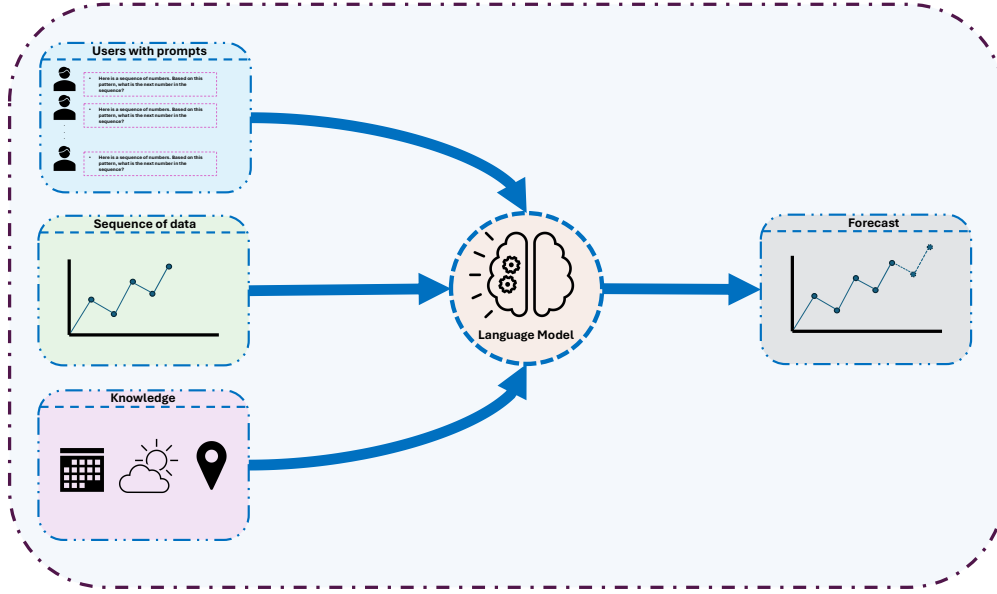 Users with prompts
• Here is a sequence of numbers. Based on this
pattern, what is the next number in the
sequence?
• Here is a sequence of numbers. Based on this
pattern, what is the next number in the
sequence?
• Here is a sequence of numbers. Based on this
pattern, what is the next number in the
sequence?
Sequence of data
Knowledge
Language Model
Forecast